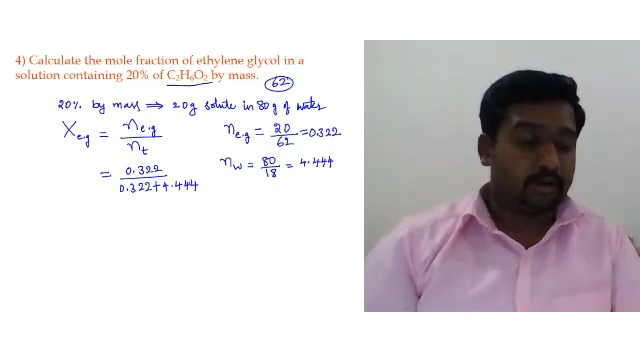 4) Calculate the mole fraction of ethylene glycol in a
solution containing 20% of C₂H₆O₂ by mass.
62
20% by mass ⟹ 20g solute in 80g of water
Xe.g = ne.g / nt
ne.g = 20/62 = 0.322
= 0.322 / 0.322+4.444
nw = 80/18 = 4.444